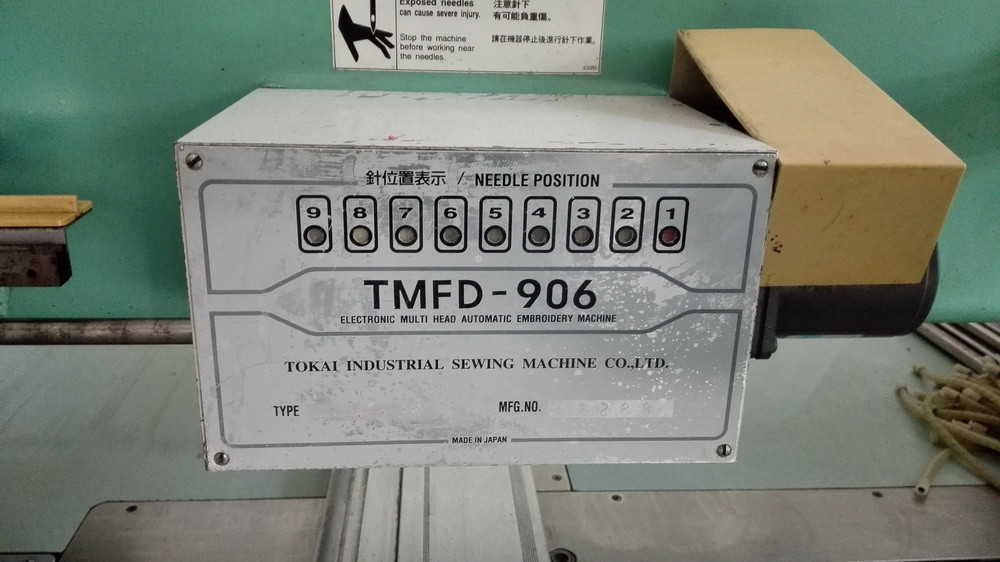 Exposed needles
can cause severe injury.
Stop the machine
before working near
the needles.
注意針下
有可能負重傷。
請在機器停止後進行針下作業。
針位置表示 / NEEDLE POSITION
9 8 7 6 5 4 3 2 1
TMFD-906
ELECTRONIC MULTI HEAD AUTOMATIC EMBROIDERY MACHINE
TOKAI INDUSTRIAL SEWING MACHINE CO.,LTD.
TYPE
MFG.NO.
MADE IN JAPAN